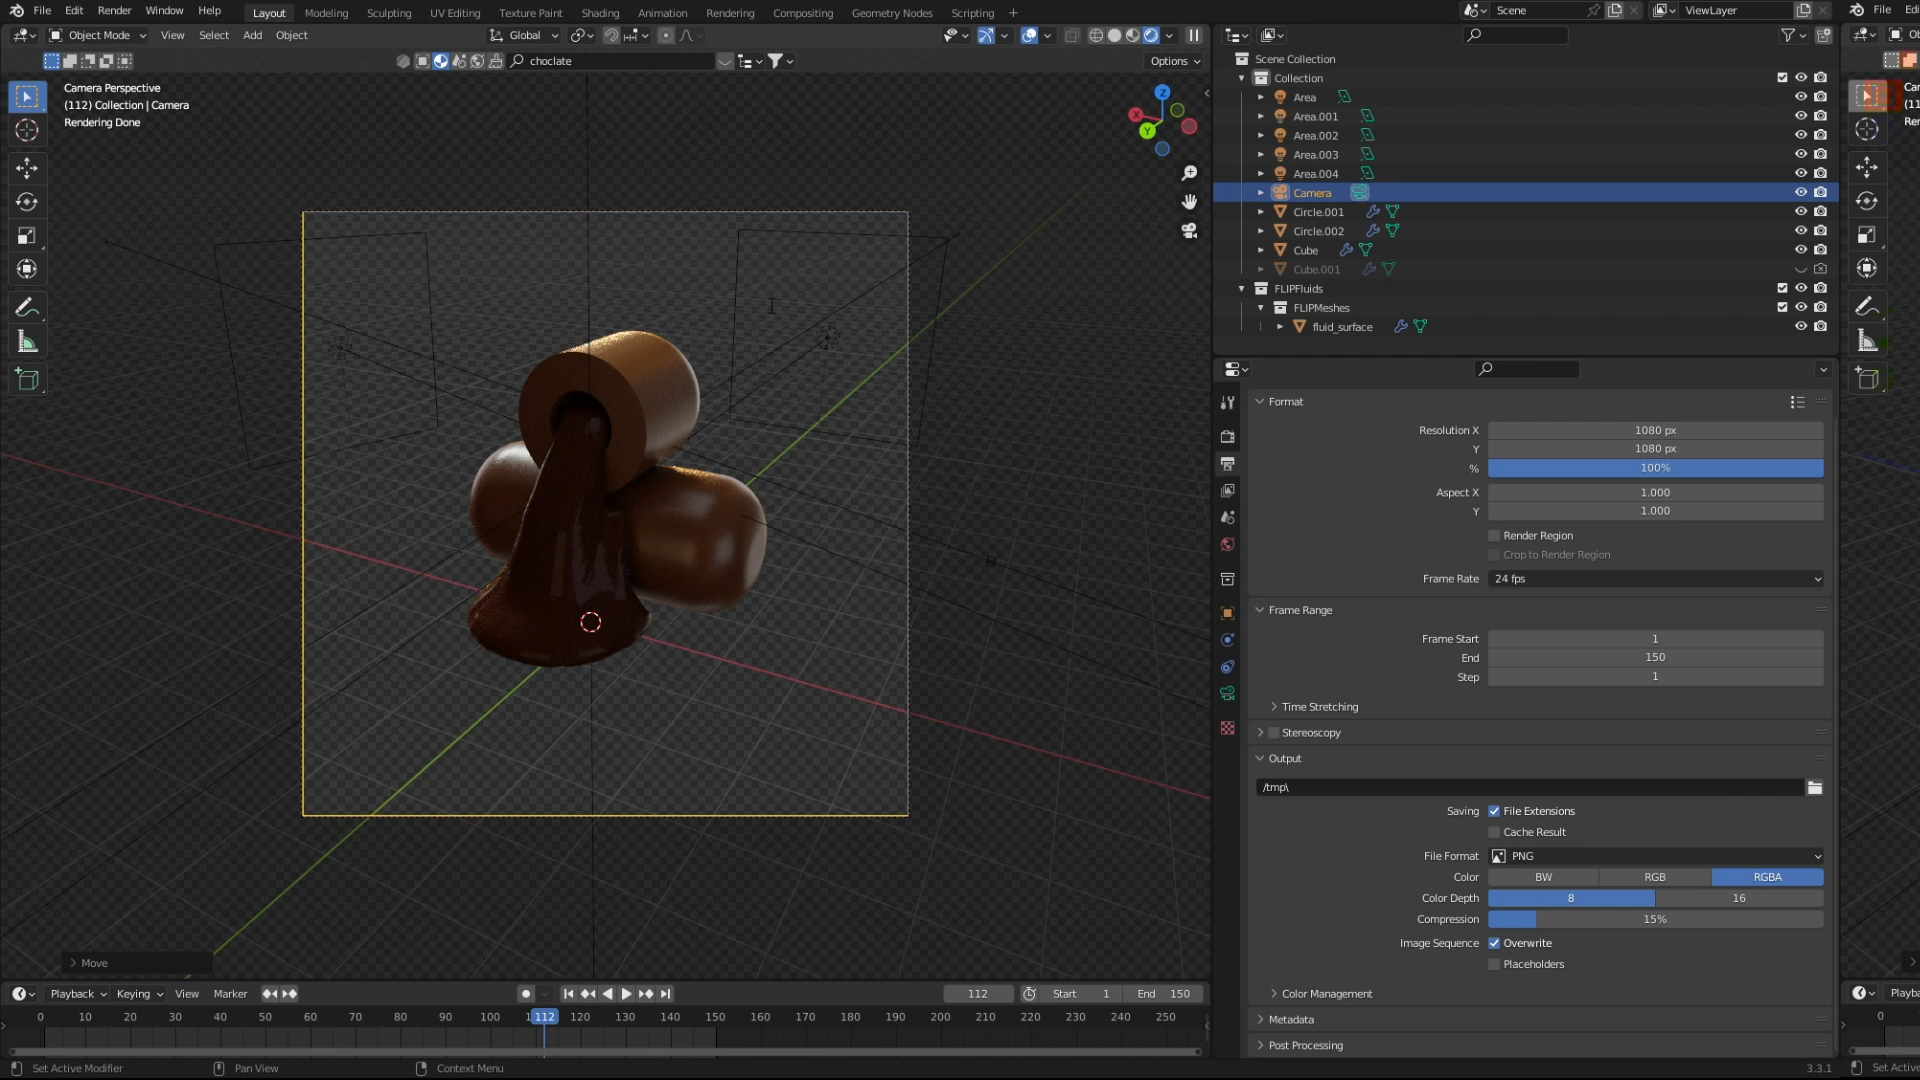 File Edit Render Window Help
Layout Modeling Sculpting UV Editing Texture Paint Shading Animation Rendering Compositing Geometry Nodes Scripting +
Scene
ViewLayer
File
Object Mode View Select Add Object
Global
choclate
Options
Camera Perspective
(112) Collection | Camera
Rendering Done
Z
X
Y
Move
Scene Collection
Collection
Area
Area.001
Area.002
Area.003
Area.004
Camera
Circle.001
Circle.002
Cube
Cube.001
FLIPFluids
FLIPMeshes
fluid_surface
Format
Resolution X 1080 px
Y 1080 px
% 100%
Aspect X 1.000
Y 1.000
Render Region
Crop to Render Region
Frame Rate 24 fps
Frame Range
Frame Start 1
End 150
Step 1
Time Stretching
Stereoscopy
Output
/tmp\
Saving File Extensions
Cache Result
File Format PNG
Color BW RGB RGBA
Color Depth 8 16
Compression 15%
Image Sequence Overwrite
Placeholders
Color Management
Metadata
Post Processing
Playback Keying View Marker
112 Start 1 End 150
0 10 20 30 40 50 60 70 80 90 100 112 120 130 140 150 160 170 180 190 200 210 220 230 240 250
0
Set Active Modifier Pan View Context Menu
3.3.1